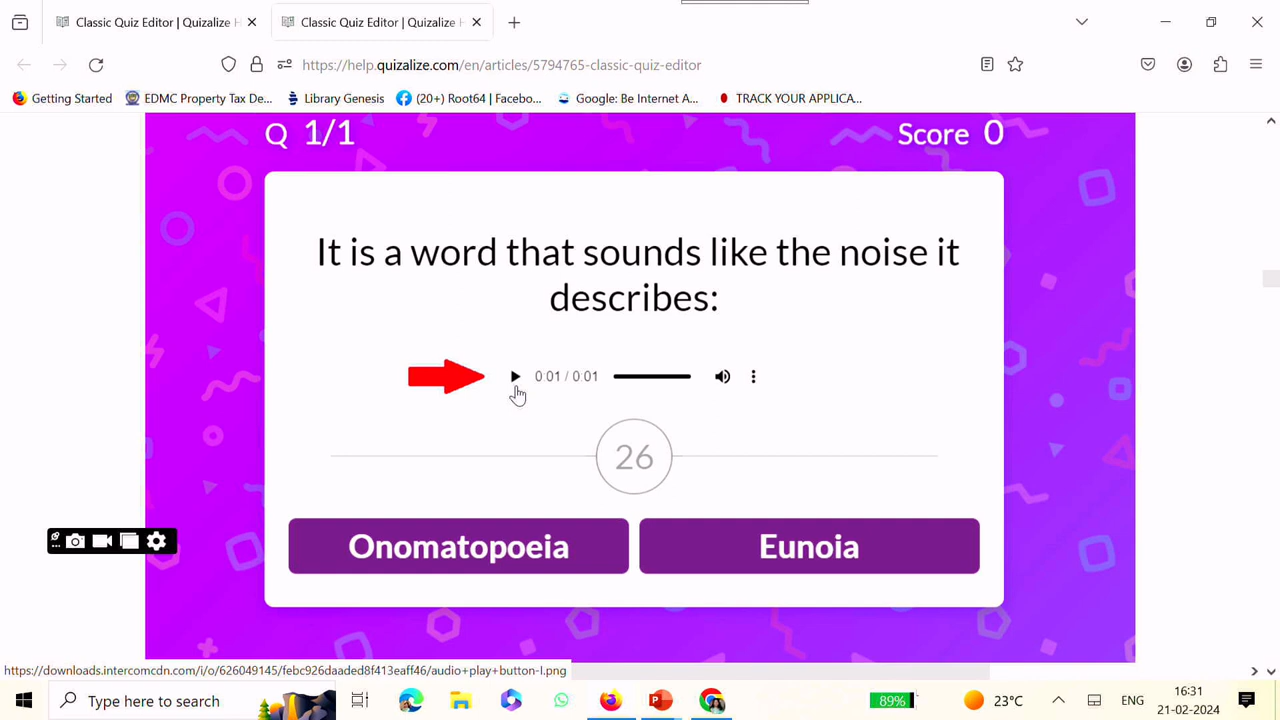 Classic Quiz Editor | Quizalize H
Classic Quiz Editor | Quizalize H
https://help.quizalize.com/en/articles/5794765-classic-quiz-editor
Getting Started
EDMC Property Tax De...
Library Genesis
(20+) Root64 | Facebo...
Google: Be Internet A...
TRACK YOUR APPLICA...
Q 1/1
Score 0
It is a word that sounds like the noise it
describes:
0:01 / 0:01
26
Onomatopoeia
Eunoia
https://downloads.intercomcdn.com/i/o/626049145/febc926daaded8f413eaff46/audio+play+button-I.png
Type here to search
89%
23°C
ENG
16:31
21-02-2024